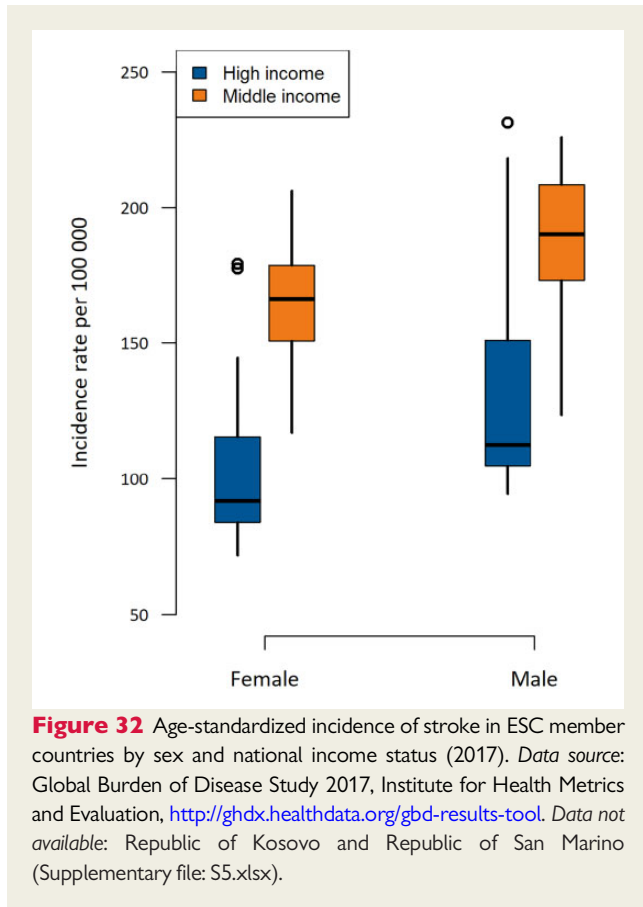 250
High income
Middle income
200
150
100
50
Incidence rate per 100 000
Female Male
Figure 32 Age-standardized incidence of stroke in ESC member
countries by sex and national income status (2017). Data source:
Global Burden of Disease Study 2017, Institute for Health Metrics
and Evaluation, http://ghdx.healthdata.org/gbd-results-tool. Data not
available: Republic of Kosovo and Republic of San Marino
(Supplementary file: S5.xlsx).